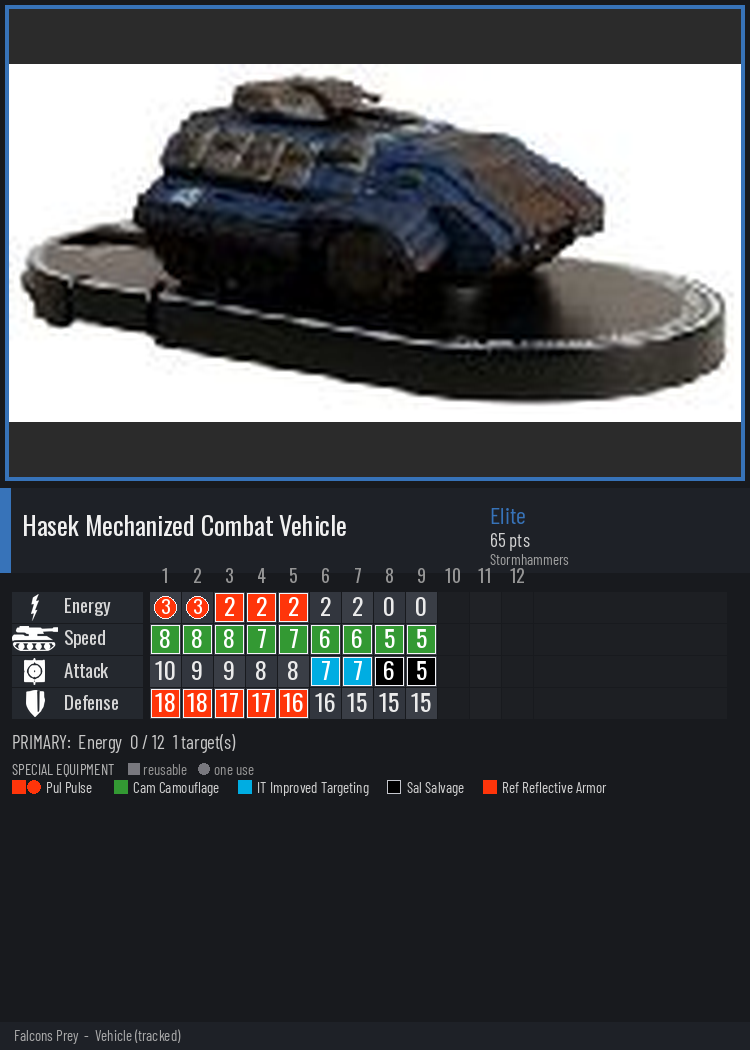 Hasek Mechanized Combat Vehicle
Elite
65 pts
Stormhammers
1 2 3 4 5 6 7 8 9 10 11 12
Energy 3 3 2 2 2 2 2 0 0
Speed 8 8 8 7 7 6 6 5 5
Attack 10 9 9 8 8 7 7 6 5
Defense 18 18 17 17 16 16 15 15 15
PRIMARY: Energy 0 / 12 1 target(s)
SPECIAL EQUIPMENT reusable one use
Pul Pulse Cam Camouflage IT Improved Targeting Sal Salvage Ref Reflective Armor
Falcons Prey - Vehicle (tracked)